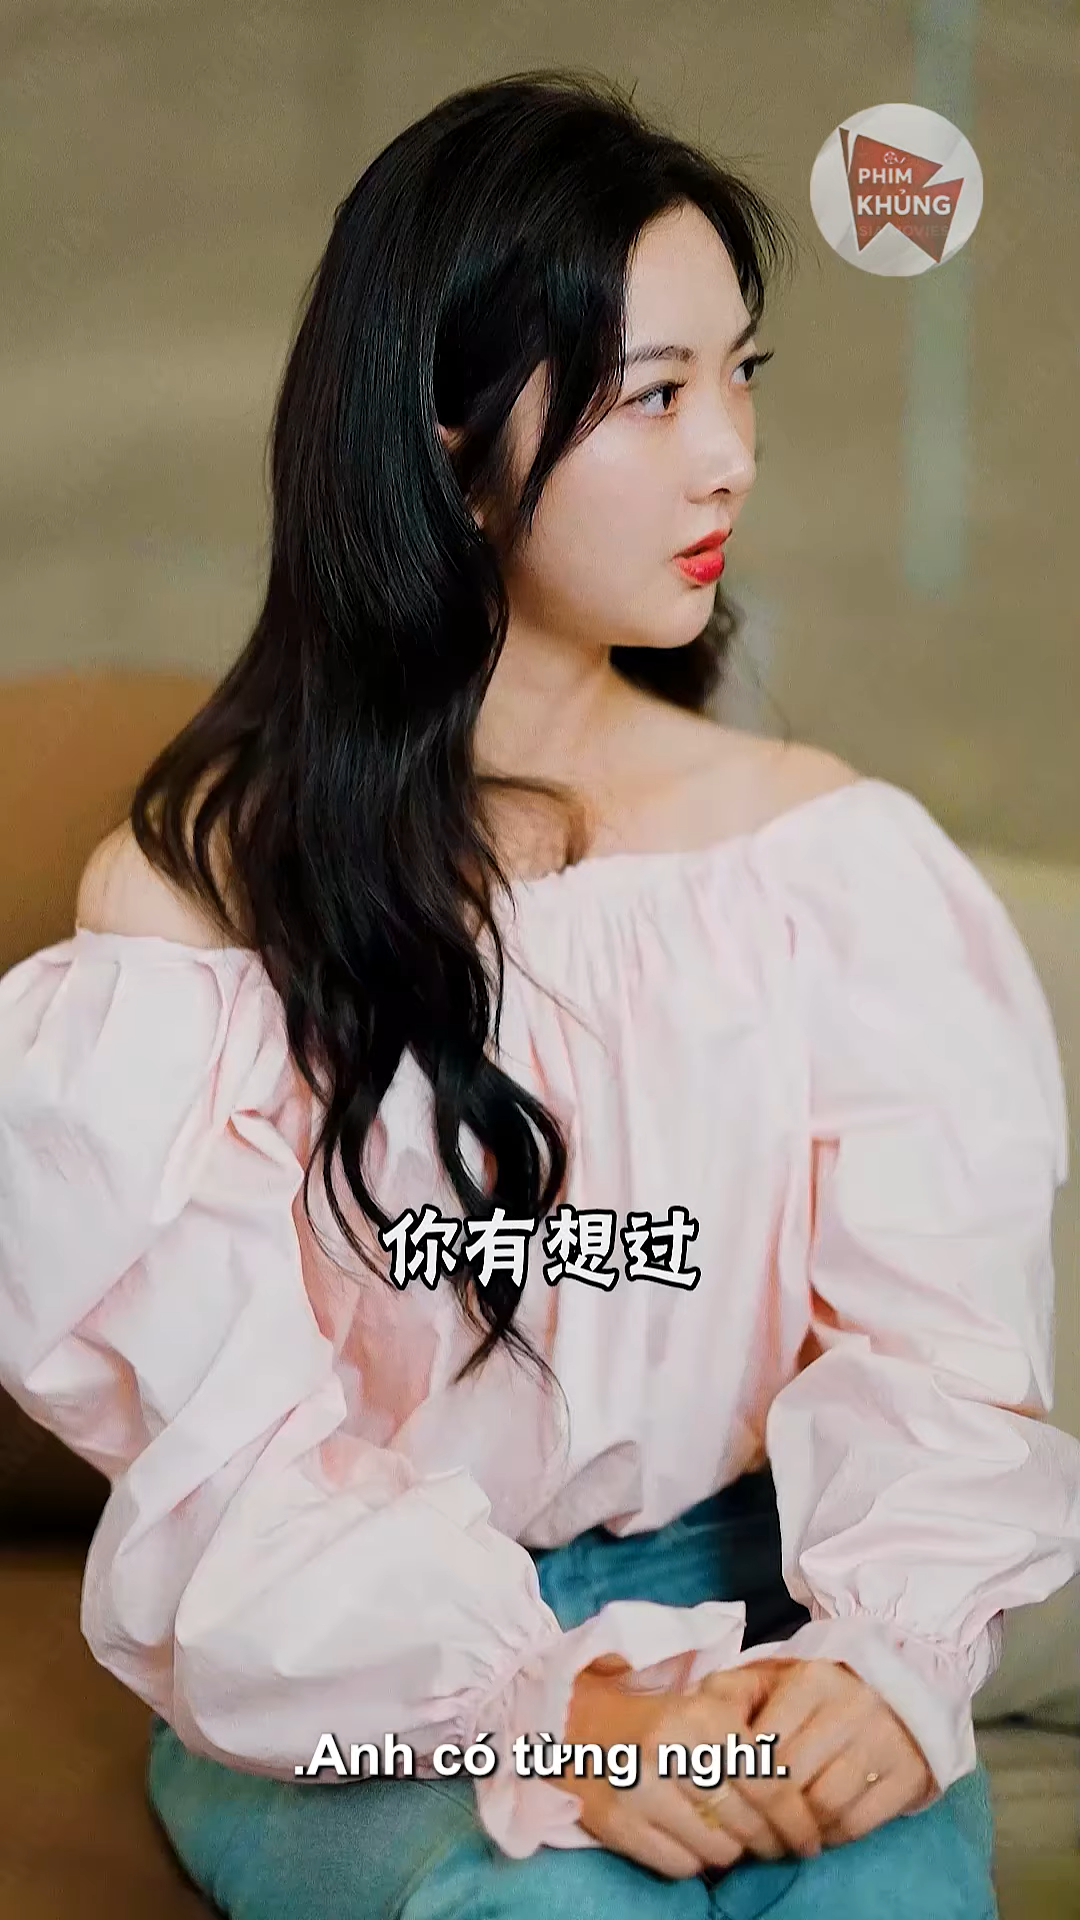 PHIM
KHỦNG
你有想过
.Anh có từng nghĩ.